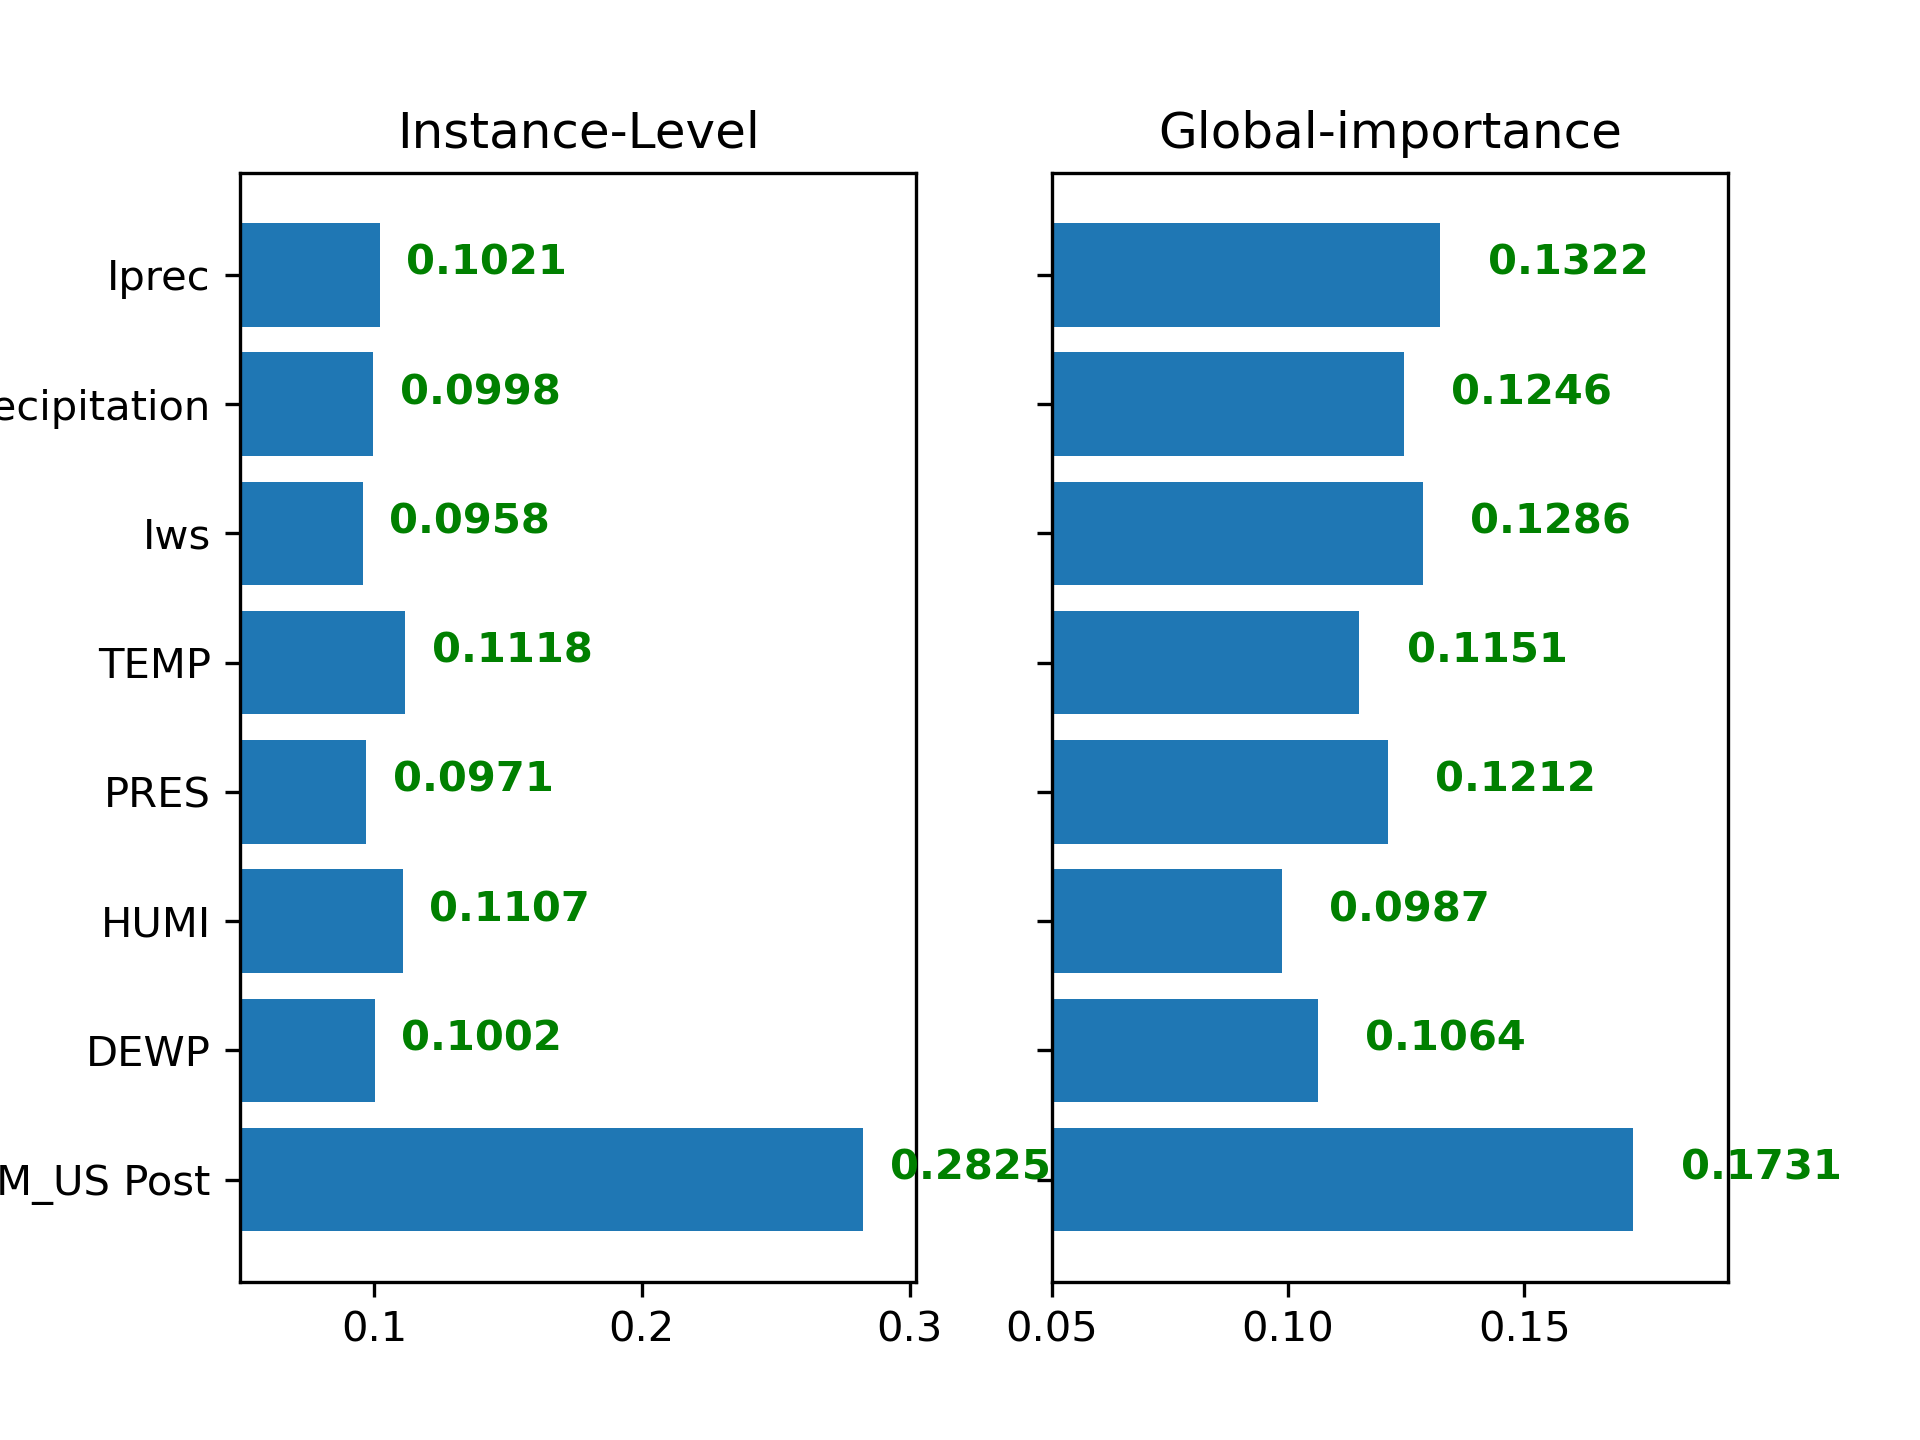 Instance-Level
Global-importance
Iprec
0.1021
0.1322
ecipitation
0.0998
0.1246
Iws
0.0958
0.1286
TEMP
0.1118
0.1151
PRES
0.0971
0.1212
HUMI
0.1107
0.0987
DEWP
0.1002
0.1064
M_US Post
0.2825
0.1731
0.1 0.2 0.3
0.05 0.10 0.15